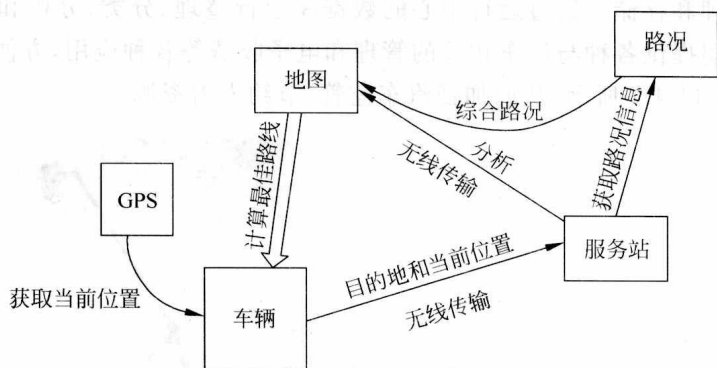 路况
地图
综合路况
获取路况信息
分析
无线传输
计算最佳路线
GPS
服务站
目的地和当前位置
无线传输
获取当前位置
车辆